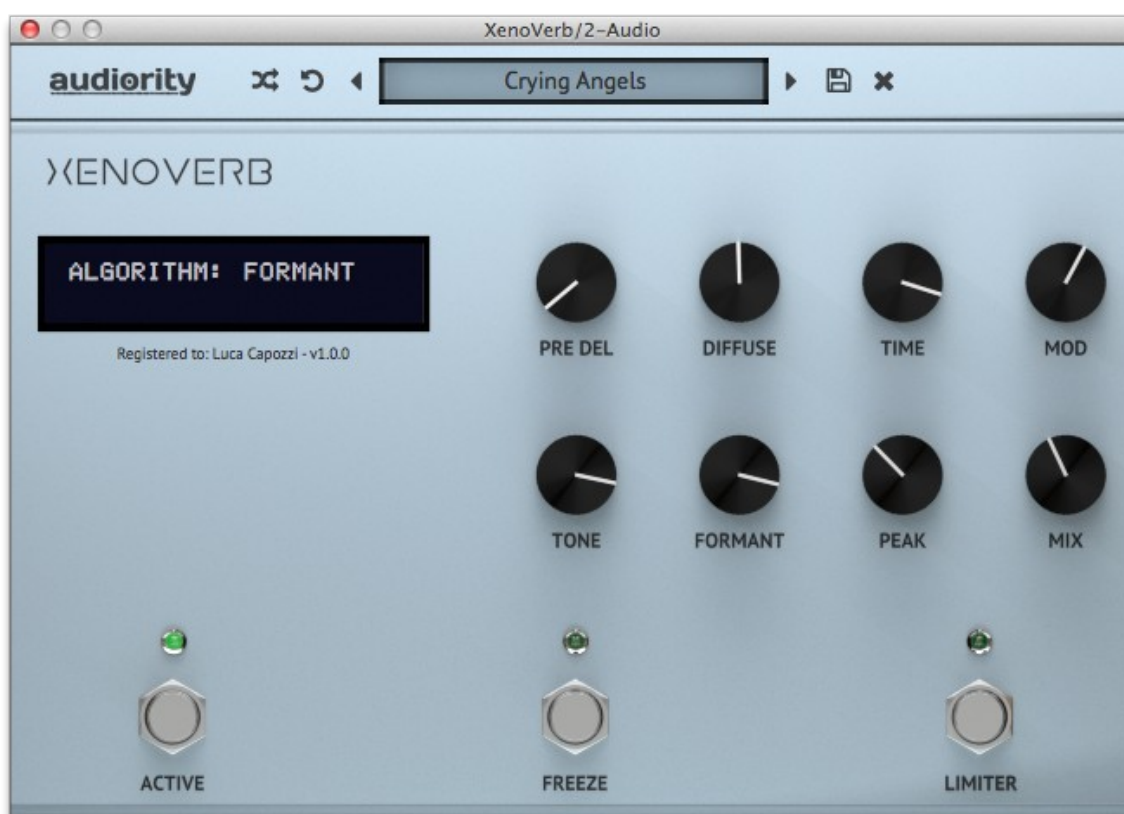 XenoVerb/2-Audio
audiority
Crying Angels
XENOVERB
ALGORITHM: FORMANT
Registered to: Luca Capozzi - v1.0.0
PRE DEL DIFFUSE TIME MOD
TONE FORMANT PEAK MIX
ACTIVE FREEZE LIMITER